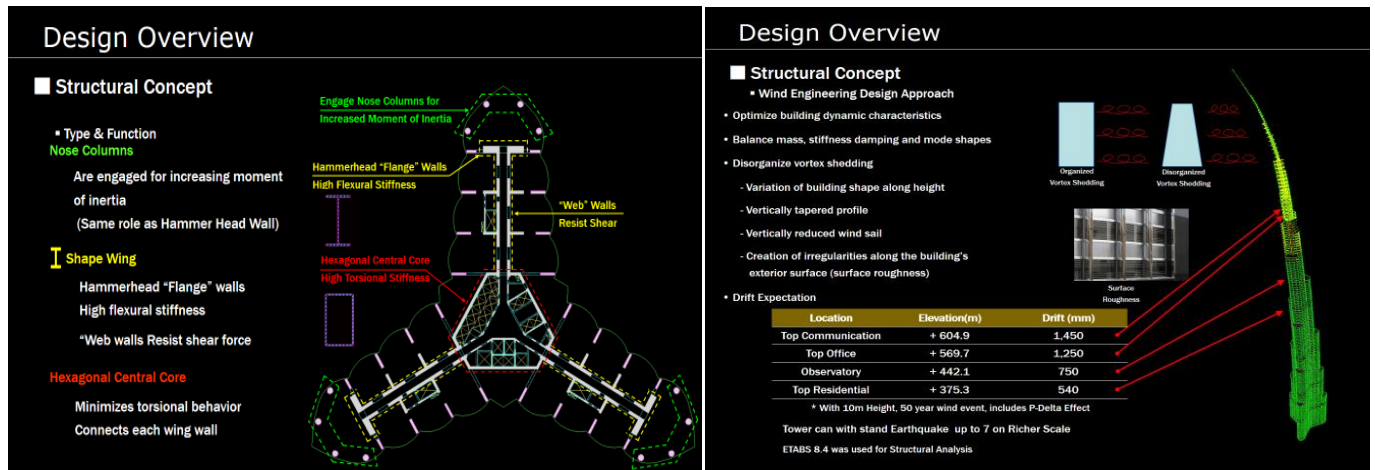 Design Overview
Structural Concept
▪ Type & Function
Nose Columns
Are engaged for increasing moment
of inertia
(Same role as Hammer Head Wall)
Shape Wing
Hammerhead “Flange” walls
High flexural stiffness
“Web walls Resist shear force
Hexagonal Central Core
Minimizes torsional behavior
Connects each wing wall
Engage Nose Columns for
Increased Moment of Inertia
Hammerhead “Flange” Walls
High Flexural Stiffness
“Web” Walls
Resist Shear
Hexagonal Central Core
High Torsional Stiffness
Design Overview
Structural Concept
▪ Wind Engineering Design Approach
• Optimize building dynamic characteristics
• Balance mass, stiffness damping and mode shapes
• Disorganize vortex shedding
- Variation of building shape along height
- Vertically tapered profile
- Vertically reduced wind sail
- Creation of irregularities along the building’s
exterior surface (surface roughness)
Organized
Vortex Shedding
Disorganized
Vortex Shedding
Surface
Roughness
• Drift Expectation
Location Elevation(m) Drift (mm)
Top Communication + 604.9 1,450
Top Office + 569.7 1,250
Observatory + 442.1 750
Top Residential + 375.3 540
* With 10m Height, 50 year wind event, includes P-Delta Effect
Tower can with stand Earthquake up to 7 on Richer Scale
ETABS 8.4 was used for Structural Analysis